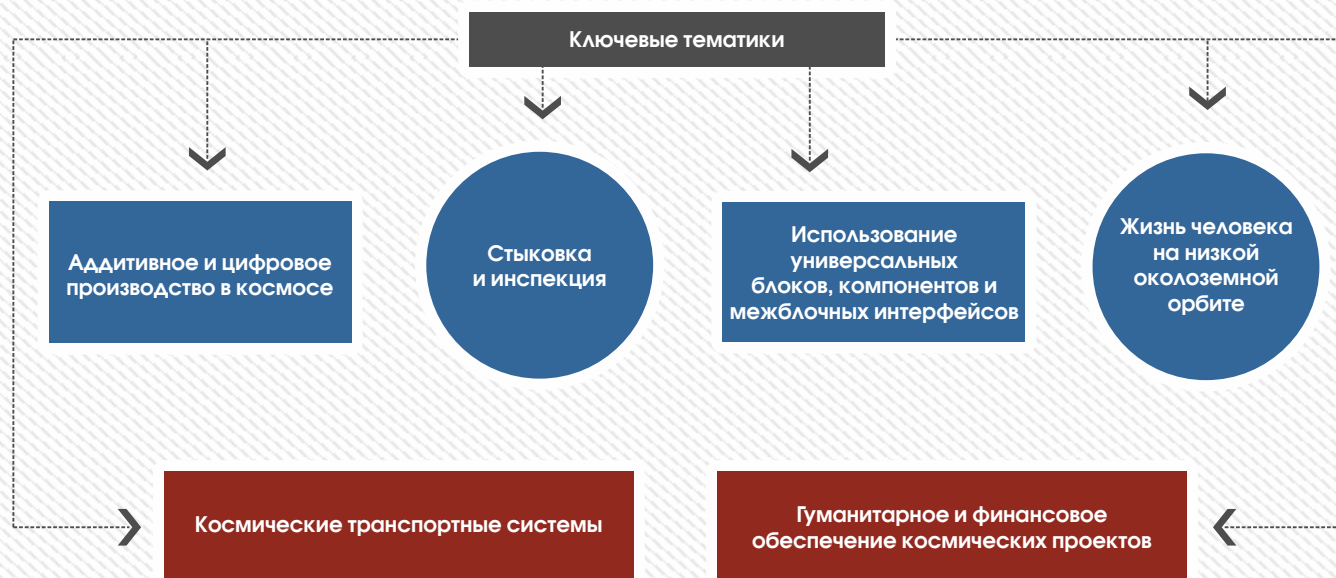 Ключевые тематики
Аддитивное и цифровое
производство в космосе
Стыковка
и инспекция
Использование
универсальных
блоков, компонентов и
межблочных интерфейсов
Жизнь человека
на низкой
околоземной
орбите
Космические транспортные системы
Гуманитарное и финансовое
обеспечение космических проектов